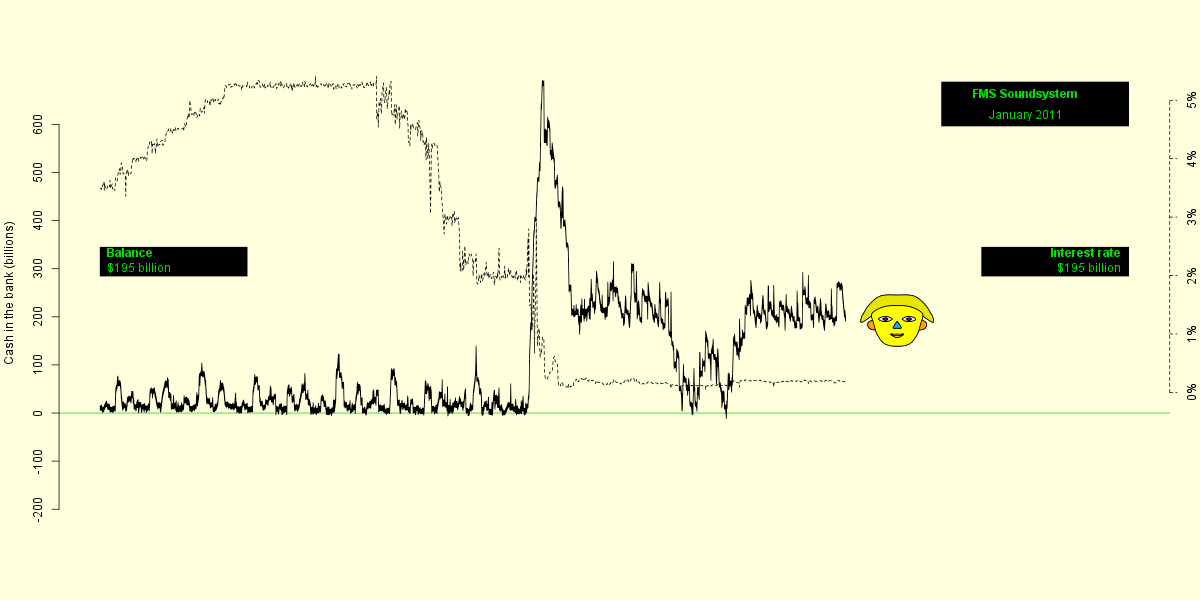 FMS Soundsystem
January 2011
Balance
$195 billion
Interest rate
$195 billion
Cash in the bank (billions)
600
500
400
300
200
100
0
-100
-200
5%
4%
3%
2%
1%
0%